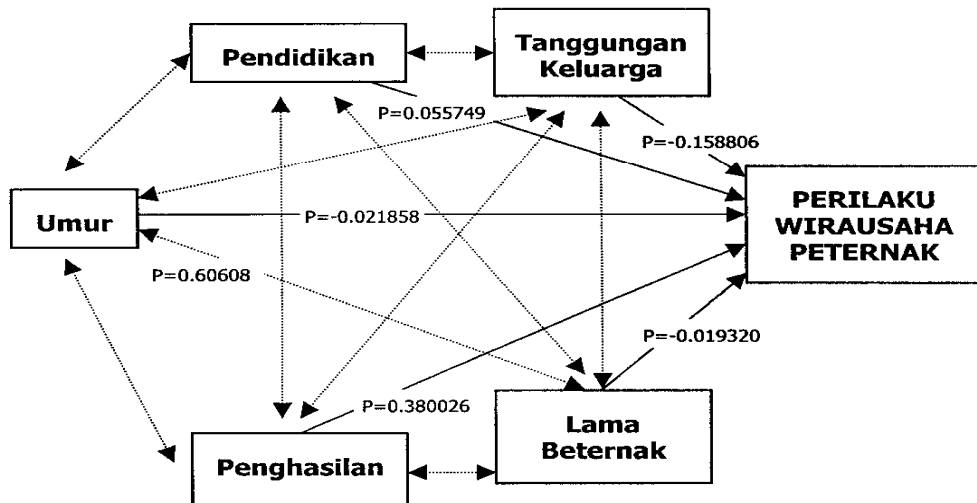 Pendidikan
Tanggungan
Keluarga
P=0.055749
P=-0.158806
Umur
P=-0.021858
PERILAKU
WIRAUSAHA
PETERNAK
P=0.60608
P=-0.019320
P=0.380026
Lama
Beternak
Penghasilan